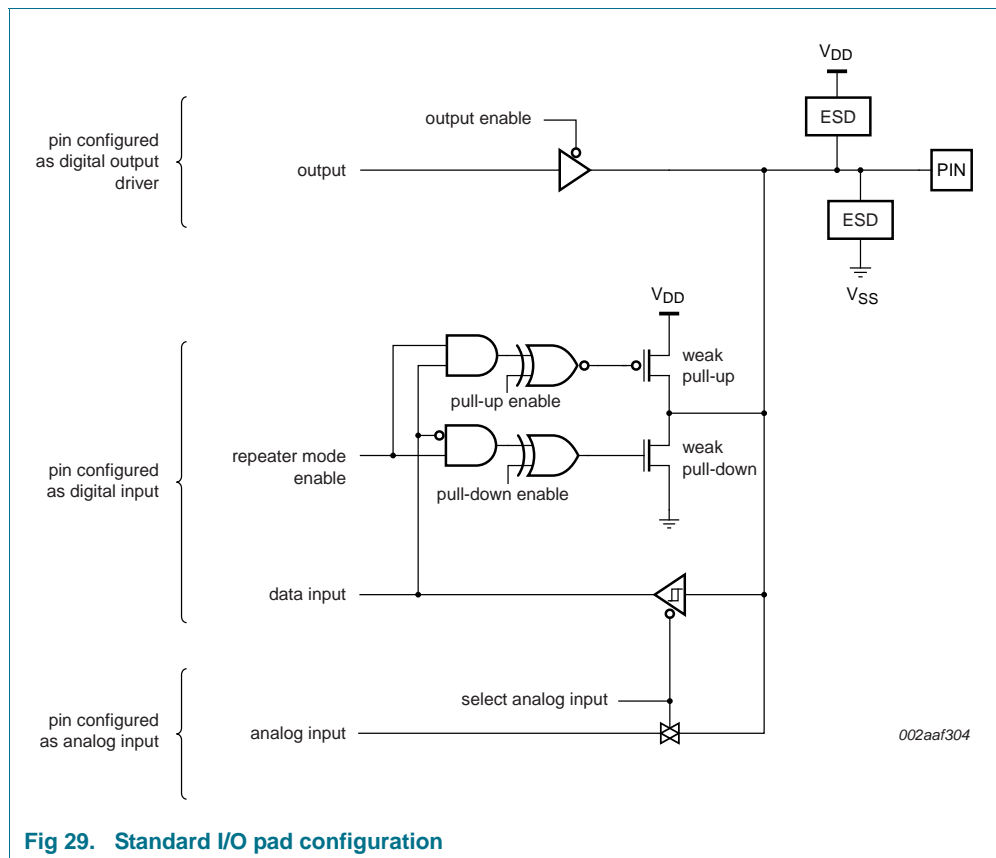 VDD
ESD
output enable
pin configured
as digital output
driver
output
PIN
ESD
VSS
VDD
weak
pull-up
pull-up enable
pin configured
as digital input
repeater mode
enable
weak
pull-down
pull-down enable
data input
select analog input
pin configured
as analog input
analog input
002aaf304
Fig 29. Standard I/O pad configuration